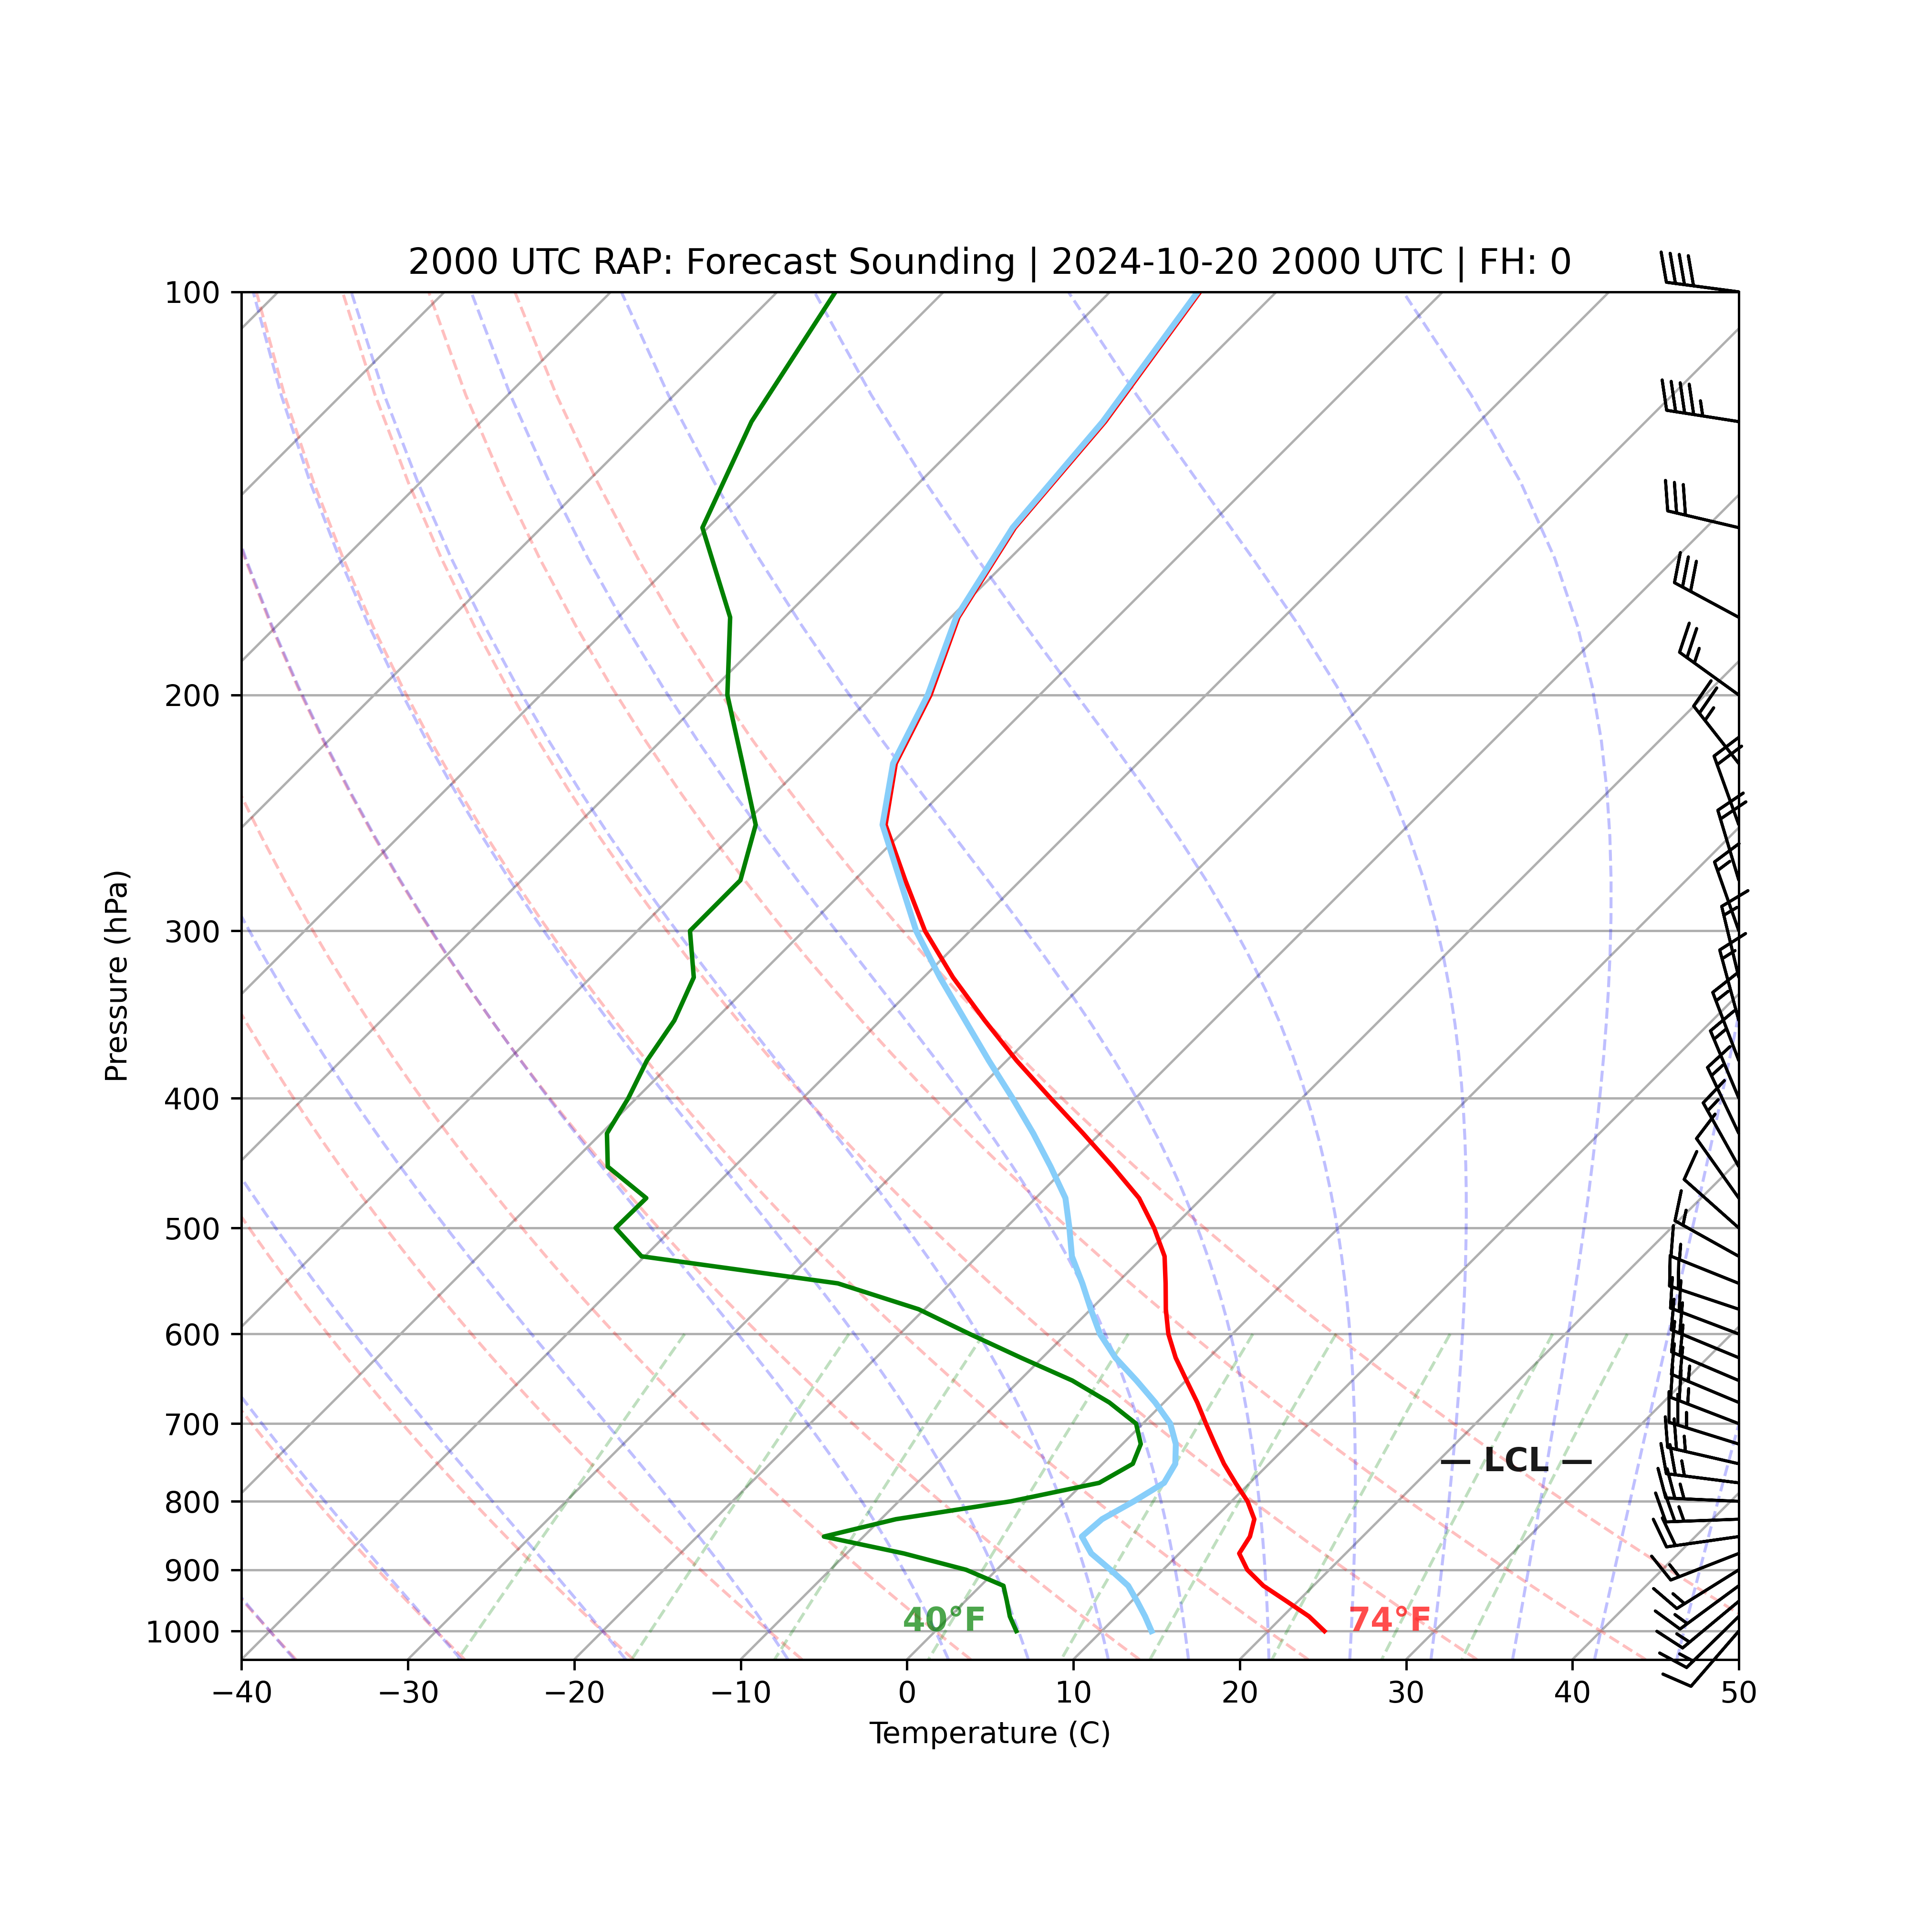 2000 UTC RAP: Forecast Sounding | 2024-10-20 2000 UTC | FH: 0
100
200
300
400
500
600
700
800
900
1000
Pressure (hPa)
— LCL —
40°F
74°F
−40 −30 −20 −10 0 10 20 30 40 50
Temperature (C)